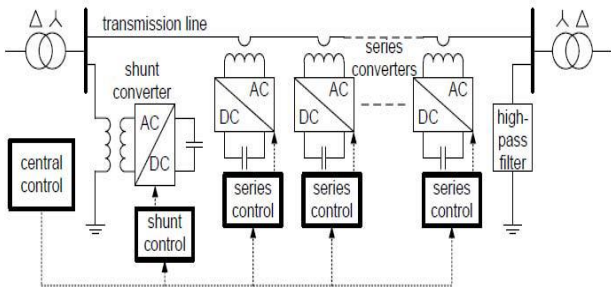 Δ Y
transmission line
Y Δ
series
converters
shunt
converter
AC
DC
AC
DC
AC
DC
AC
DC
high-
pass
filter
central
control
shunt
control
series
control
series
control
series
control